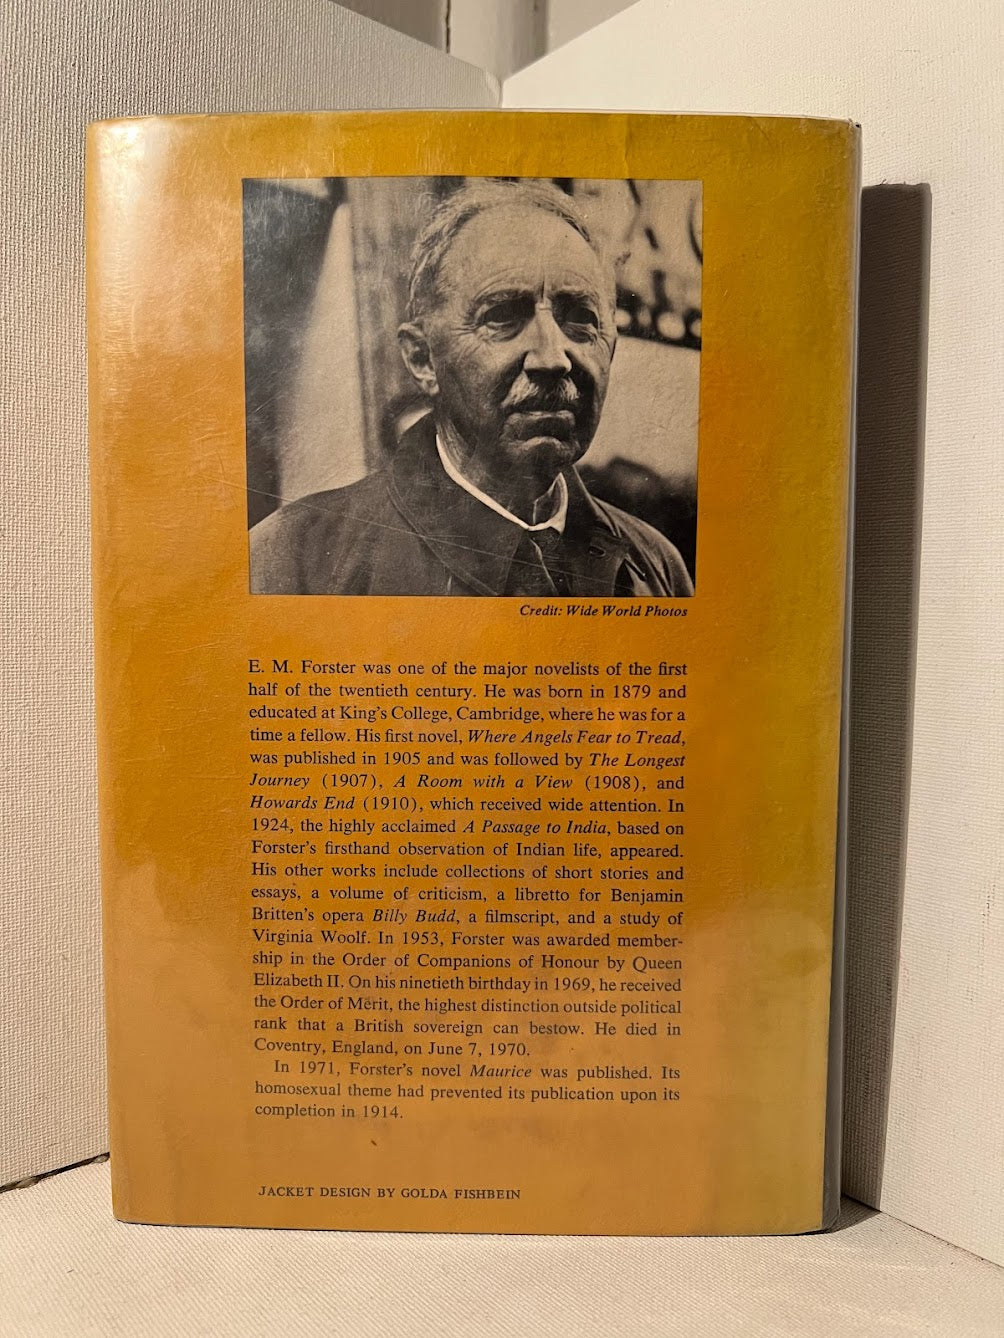 Credit: Wide World Photos
E. M. Forster was one of the major novelists of the first
half of the twentieth century. He was born in 1879 and
educated at King's College, Cambridge, where he was for a
time a fellow. His first novel, Where Angels Fear to Tread,
was published in 1905 and was followed by The Longest
Journey (1907), A Room with a View (1908), and
Howards End (1910), which received wide attention. In
1924, the highly acclaimed A Passage to India, based on
Forster's firsthand observation of Indian life, appeared.
His other works include collections of short stories and
essays, a volume of criticism, a libretto for Benjamin
Britten's opera Billy Budd, a filmscript, and a study of
Virginia Woolf. In 1953, Forster was awarded member-
ship in the Order of Companions of Honour by Queen
Elizabeth II. On his ninetieth birthday in 1969, he received
the Order of Merit, the highest distinction outside political
rank that a British sovereign can bestow. He died in
Coventry, England, on June 7, 1970.
In 1971, Forster's novel Maurice was published. Its
homosexual theme had prevented its publication upon its
completion in 1914.
JACKET DESIGN BY GOLDA FISHBEIN